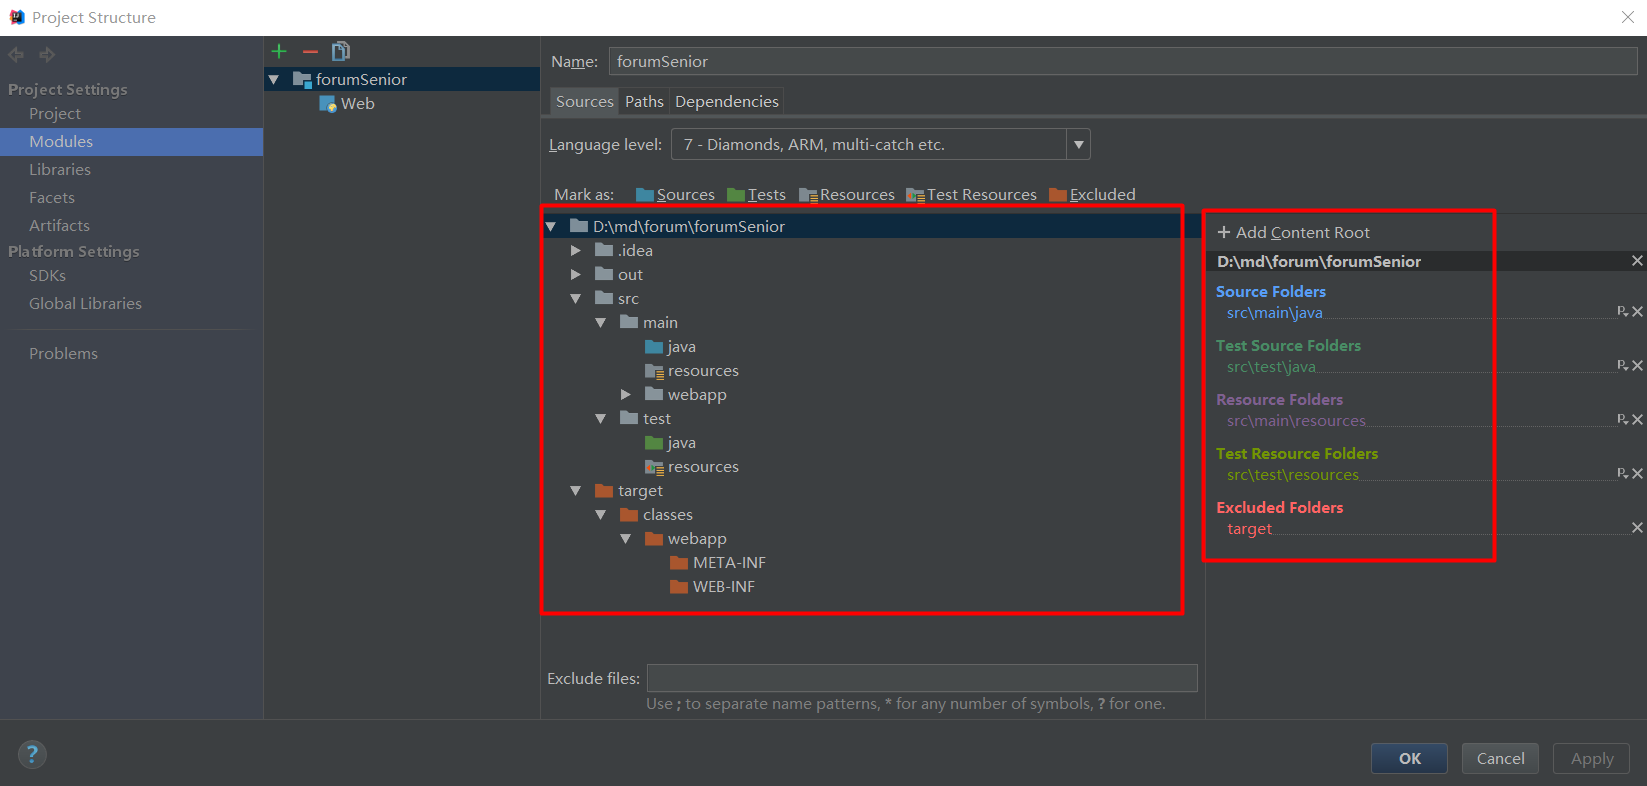 Project Structure
Project Settings
Project
Modules
Libraries
Facets
Artifacts
Platform Settings
SDKs
Global Libraries
Problems
forumSenior
Web
Name: forumSenior
Sources Paths Dependencies
Language level: 7 - Diamonds, ARM, multi-catch etc.
Mark as: Sources Tests Resources Test Resources Excluded
D:\md\forum\forumSenior
.idea
out
src
main
java
resources
webapp
test
java
resources
target
classes
webapp
META-INF
WEB-INF
+ Add Content Root
D:\md\forum\forumSenior
Source Folders
src\main\java
Test Source Folders
src\test\java
Resource Folders
src\main\resources
Test Resource Folders
src\test\resources
Excluded Folders
target
Exclude files:
Use ; to separate name patterns, * for any number of symbols, ? for one.
?
OK Cancel Apply